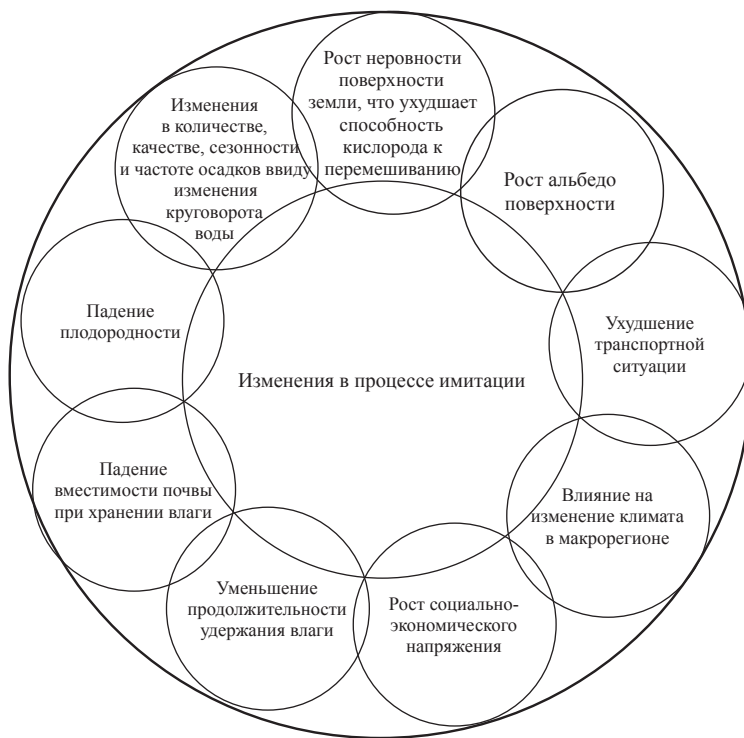 Рост неровности
поверхности
земли, что ухудшает
способность
кислорода к
перемешиванию
Рост альбедо
поверхности
Ухудшение
транспортной
ситуации
Влияние на
изменение климата
в макрорегионе
Рост социально-
экономического
напряжения
Уменьшение
продолжительности
удержания влаги
Падение
вместимости почвы
при хранении влаги
Падение
плодородности
Изменения
в количестве,
качестве, сезонности
и частоте осадков ввиду
изменения
круговорота
воды
Изменения в процессе имитации